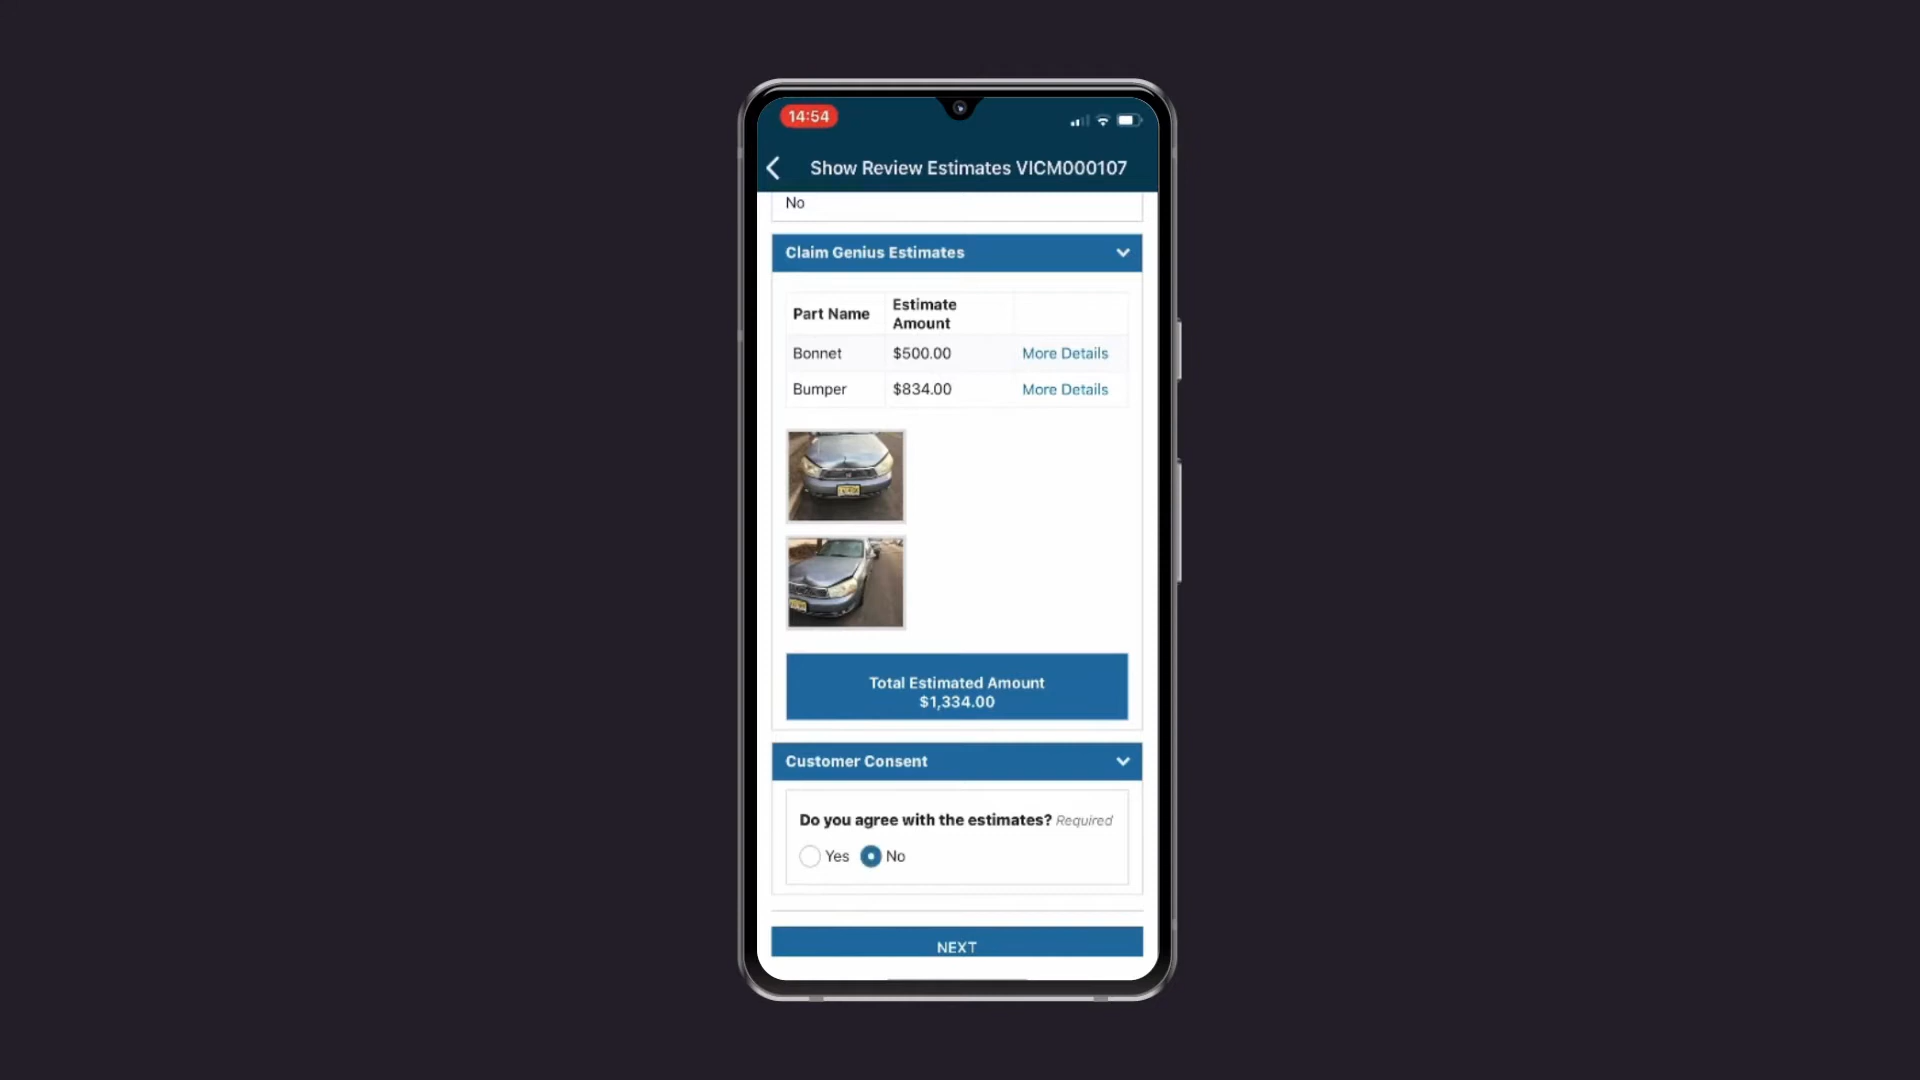 14:54
Show Review Estimates VICM000107
No
Claim Genius Estimates
Part Name
Estimate
Amount
Bonnet $500.00 More Details
Bumper $834.00 More Details
Total Estimated Amount
$1,334.00
Customer Consent
Do you agree with the estimates? Required
Yes No
NEXT